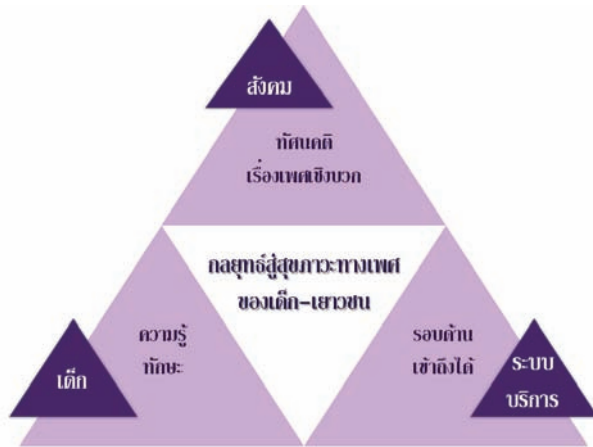 สังคม
ทัศนคติ
เรื่องเพศเชิงบวก
กลยุทธ์สู่สุขภาวะทางเพศ
ของเด็ก-เยาวชน
ความรู้
ทักษะ
เด็ก
รอบด้าน
เข้าถึงได้
ระบบ
บริการ